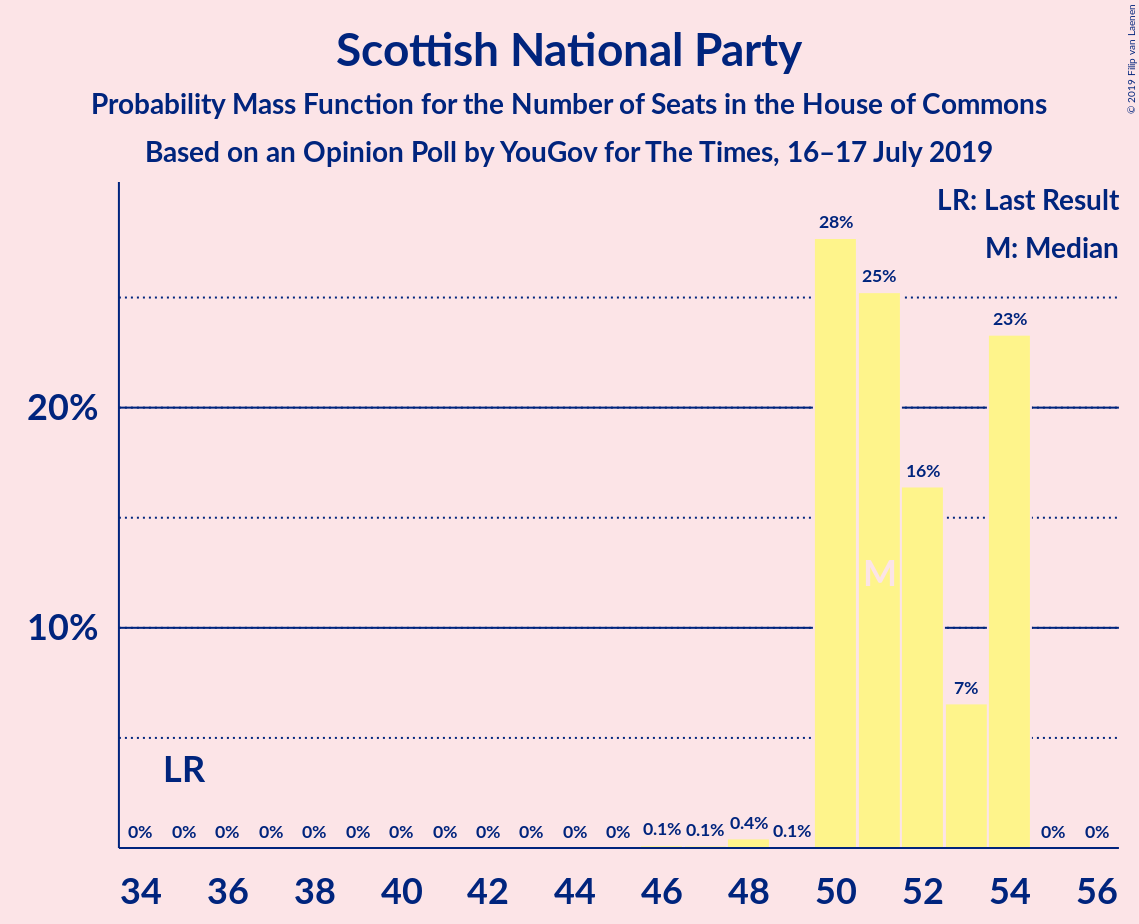 Scottish National Party
Probability Mass Function for the Number of Seats in the House of Commons
Based on an Opinion Poll by YouGov for The Times, 16–17 July 2019
© 2019 Filip van Laenen
LR: Last Result
M: Median
28%
25%
23%
20%
16%
M
10%
7%
LR
0% 0% 0% 0% 0% 0% 0% 0% 0% 0% 0% 0% 0.1% 0.1% 0.4% 0.1% 0% 0%
34 36 38 40 42 44 46 48 50 52 54 56